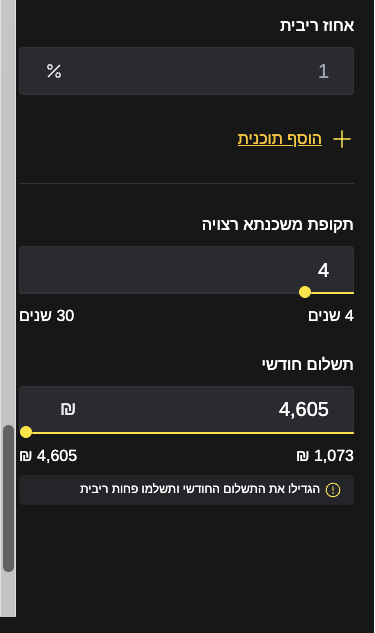 אחוז ריבית
1 %
הוסף תוכנית
תקופת משכנתא רצויה
4
4 שנים 30 שנים
תשלום חודשי
4,605 ₪
1,073 ₪ 4,605 ₪
הגדילו את התשלום החודשי ותשלמו פחות ריבית